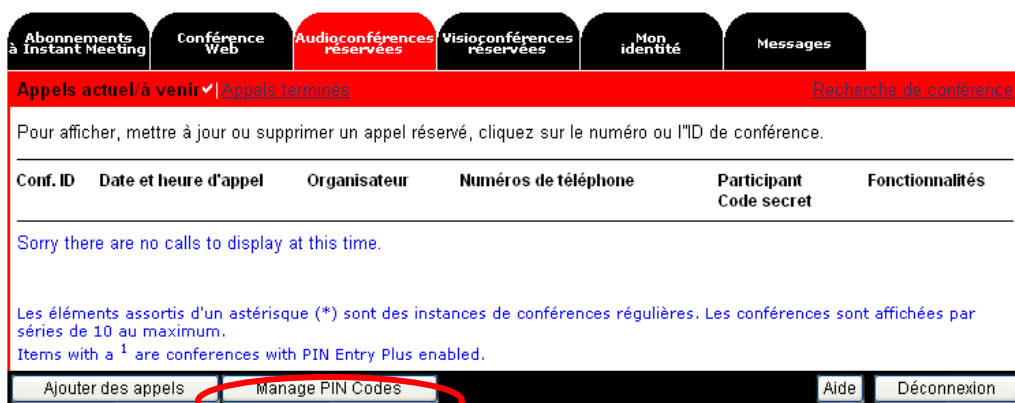 Abonnements
à Instant Meeting
Conférence
Web
Audioconférences
réservées
Visioconférences
réservées
Mon
identité
Messages
Appels actuel/à venir | Appels terminés Recherche de conférence
Pour afficher, mettre à jour ou supprimer un appel réservé, cliquez sur le numéro ou l"ID de conférence.
Conf. ID Date et heure d'appel Organisateur Numéros de téléphone Participant Fonctionnalités
Code secret
Sorry there are no calls to display at this time.
Les éléments assortis d'un astérisque (*) sont des instances de conférences régulières. Les conférences sont affichées par
séries de 10 au maximum.
Items with a 1 are conferences with PIN Entry Plus enabled.
Ajouter des appels Manage PIN Codes Aide Déconnexion